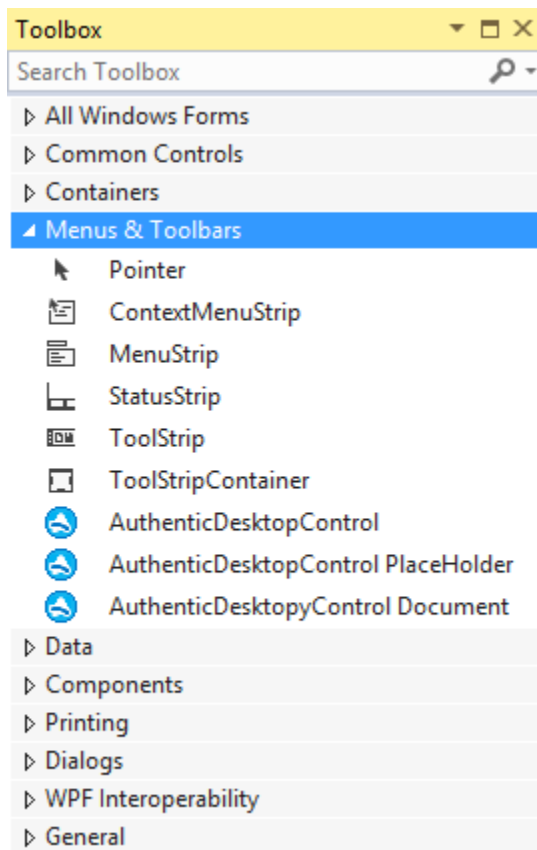 Toolbox
Search Toolbox
All Windows Forms
Common Controls
Containers
Menus & Toolbars
Pointer
ContextMenuStrip
MenuStrip
StatusStrip
ToolStrip
ToolStripContainer
AuthenticDesktopControl
AuthenticDesktopControl PlaceHolder
AuthenticDesktopyControl Document
Data
Components
Printing
Dialogs
WPF Interoperability
General